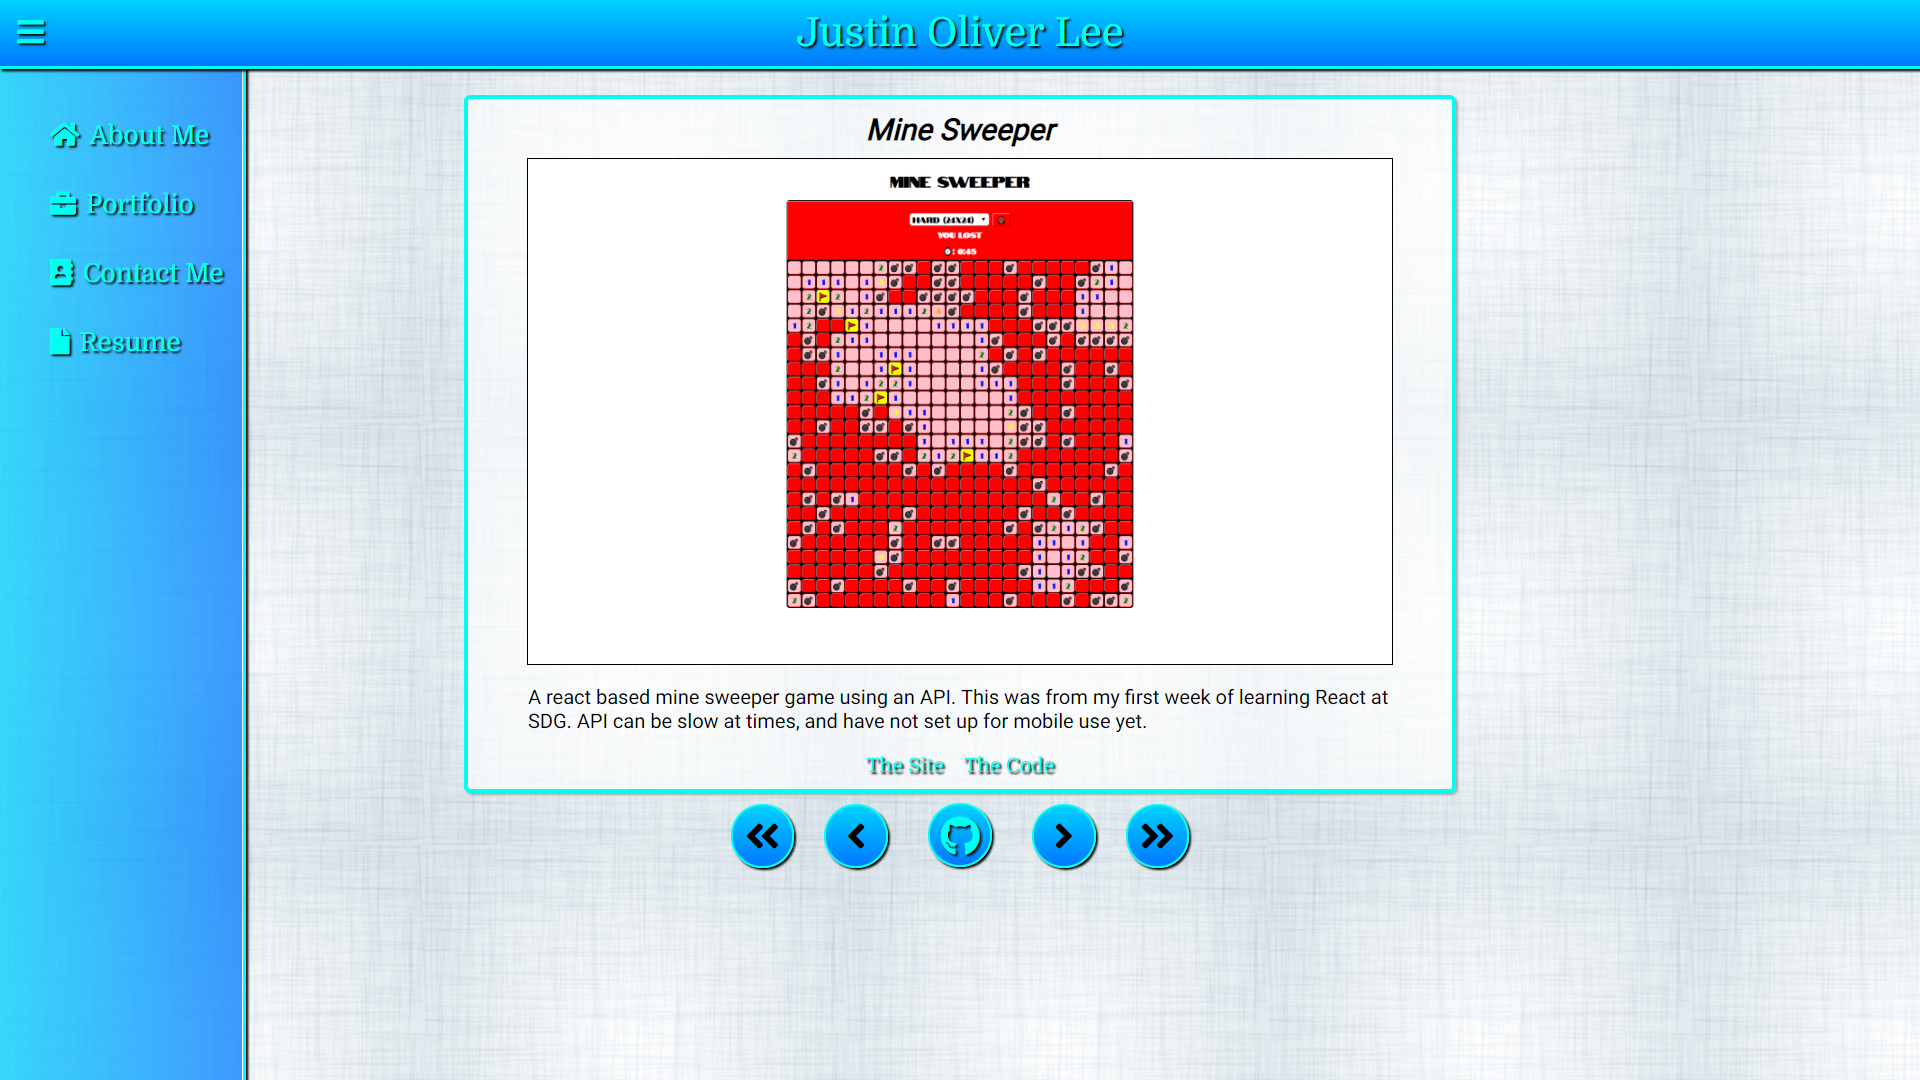 Justin Oliver Lee
About Me
Portfolio
Contact Me
Resume
Mine Sweeper
MINE SWEEPER
HARD (24X24)
YOU LOST
: 0:45
A react based mine sweeper game using an API. This was from my first week of learning React at
SDG. API can be slow at times, and have not set up for mobile use yet.
The Site The Code